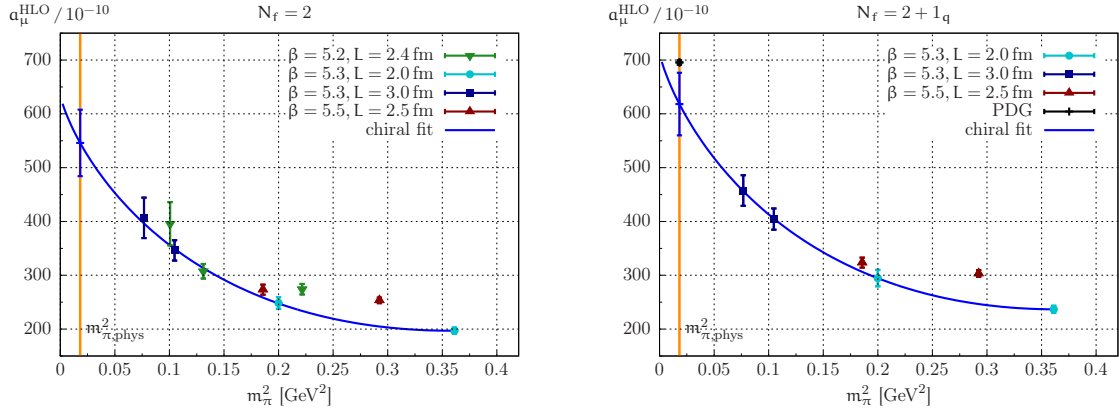 a_μ^HLO / 10^-10
N_f = 2
700
600
500
400
300
200
β = 5.2, L = 2.4 fm
β = 5.3, L = 2.0 fm
β = 5.3, L = 3.0 fm
β = 5.5, L = 2.5 fm
chiral fit
m²_π,phys
0 0.05 0.1 0.15 0.2 0.25 0.3 0.35 0.4
m²_π [GeV²]
a_μ^HLO / 10^-10
N_f = 2 + 1_q
700
600
500
400
300
200
β = 5.3, L = 2.0 fm
β = 5.3, L = 3.0 fm
β = 5.5, L = 2.5 fm
PDG
chiral fit
m²_π,phys
0 0.05 0.1 0.15 0.2 0.25 0.3 0.35 0.4
m²_π [GeV²]